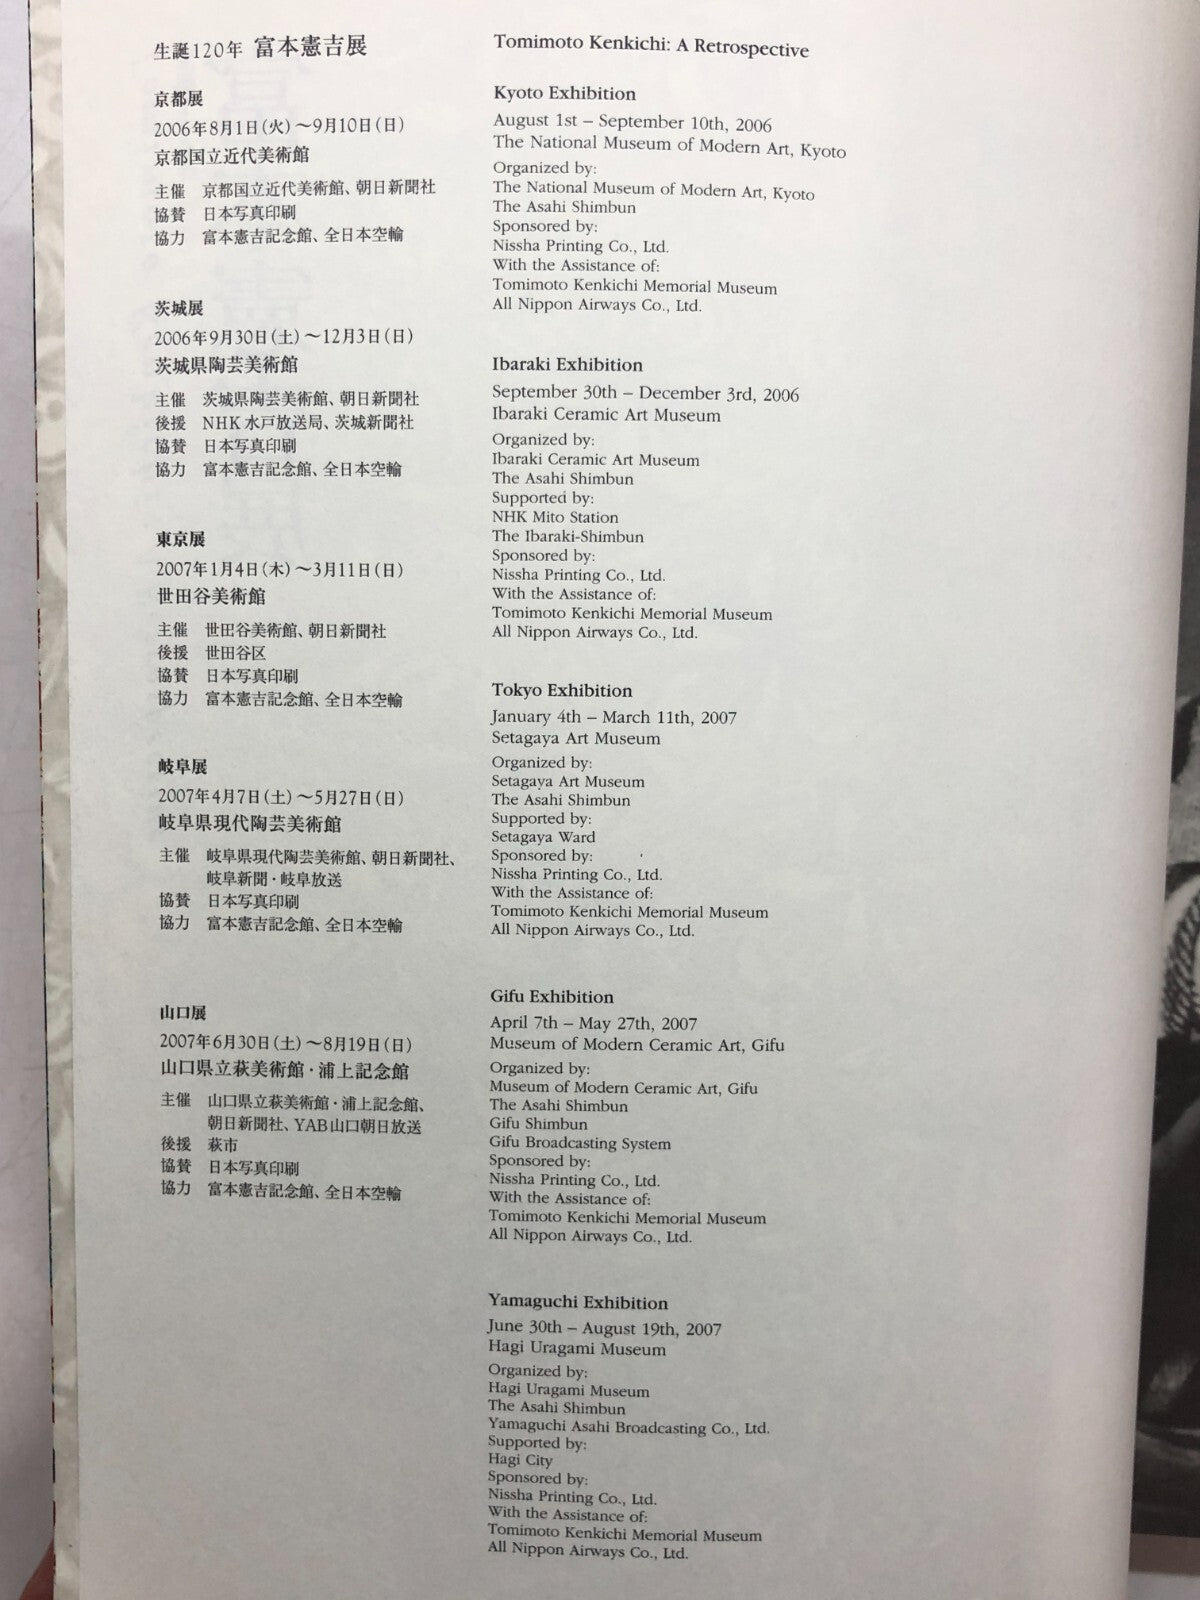 生誕120年 富本憲吉展
京都展
2006年8月1日(火)〜9月10日(日)
京都国立近代美術館
主催 京都国立近代美術館、朝日新聞社
協賛 日本写真印刷
協力 富本憲吉記念館、全日本空輸
茨城展
2006年9月30日(土)〜12月3日(日)
茨城県陶芸美術館
主催 茨城県陶芸美術館、朝日新聞社
後援 NHK水戸放送局、茨城新聞社
協賛 日本写真印刷
協力 富本憲吉記念館、全日本空輸
東京展
2007年1月4日(木)〜3月11日(日)
世田谷美術館
主催 世田谷美術館、朝日新聞社
後援 世田谷区
協賛 日本写真印刷
協力 富本憲吉記念館、全日本空輸
岐阜展
2007年4月7日(土)〜5月27日(日)
岐阜県現代陶芸美術館
主催 岐阜県現代陶芸美術館、朝日新聞社、
岐阜新聞・岐阜放送
協賛 日本写真印刷
協力 富本憲吉記念館、全日本空輸
山口展
2007年6月30日(土)〜8月19日(日)
山口県立萩美術館・浦上記念館
主催 山口県立萩美術館・浦上記念館、
朝日新聞社、YAB山口朝日放送
後援 萩市
協賛 日本写真印刷
協力 富本憲吉記念館、全日本空輸
Tomimoto Kenkichi: A Retrospective
Kyoto Exhibition
August 1st – September 10th, 2006
The National Museum of Modern Art, Kyoto
Organized by:
The National Museum of Modern Art, Kyoto
The Asahi Shimbun
Sponsored by:
Nissha Printing Co., Ltd.
With the Assistance of:
Tomimoto Kenkichi Memorial Museum
All Nippon Airways Co., Ltd.
Ibaraki Exhibition
September 30th – December 3rd, 2006
Ibaraki Ceramic Art Museum
Organized by:
Ibaraki Ceramic Art Museum
The Asahi Shimbun
Supported by:
NHK Mito Station
The Ibaraki-Shimbun
Sponsored by:
Nissha Printing Co., Ltd.
With the Assistance of:
Tomimoto Kenkichi Memorial Museum
All Nippon Airways Co., Ltd.
Tokyo Exhibition
January 4th – March 11th, 2007
Setagaya Art Museum
Organized by:
Setagaya Art Museum
The Asahi Shimbun
Supported by:
Setagaya Ward
Sponsored by:
Nissha Printing Co., Ltd.
With the Assistance of:
Tomimoto Kenkichi Memorial Museum
All Nippon Airways Co., Ltd.
Gifu Exhibition
April 7th – May 27th, 2007
Museum of Modern Ceramic Art, Gifu
Organized by:
Museum of Modern Ceramic Art, Gifu
The Asahi Shimbun
Gifu Shimbun
Gifu Broadcasting System
Sponsored by:
Nissha Printing Co., Ltd.
With the Assistance of:
Tomimoto Kenkichi Memorial Museum
All Nippon Airways Co., Ltd.
Yamaguchi Exhibition
June 30th – August 19th, 2007
Hagi Uragami Museum
Organized by:
Hagi Uragami Museum
The Asahi Shimbun
Yamaguchi Asahi Broadcasting Co., Ltd.
Supported by:
Hagi City
Sponsored by:
Nissha Printing Co., Ltd.
With the Assistance of:
Tomimoto Kenkichi Memorial Museum
All Nippon Airways Co., Ltd.